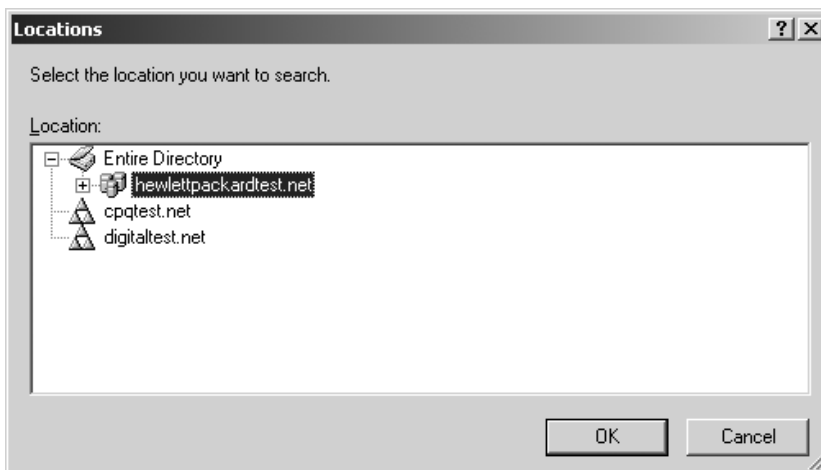 Locations
Select the location you want to search.
Location:
Entire Directory
hewlettpackardtest.net
cpqtest.net
digitaltest.net
OK
Cancel